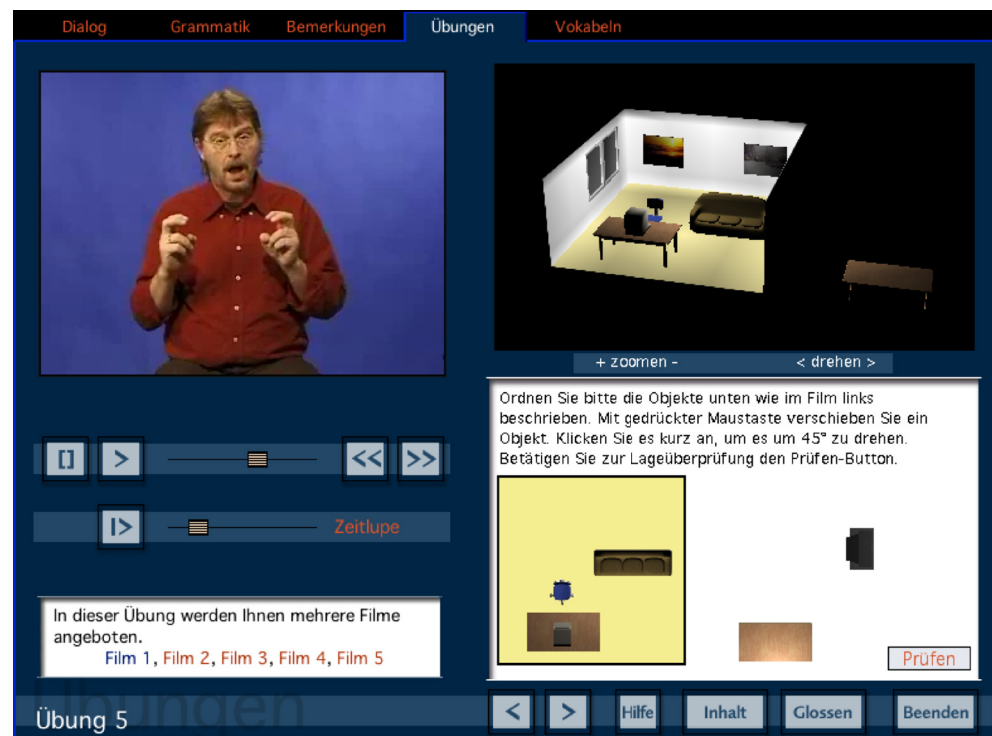 Dialog Grammatik Bemerkungen Übungen Vokabeln
+ zoomen - < drehen >
Ordnen Sie bitte die Objekte unten wie im Film links
beschrieben. Mit gedrückter Maustaste verschieben Sie ein
Objekt. Klicken Sie es kurz an, um es um 45° zu drehen.
Betätigen Sie zur Lageüberprüfung den Prüfen-Button.
[] > << >>
|> Zeitlupe
In dieser Übung werden Ihnen mehrere Filme
angeboten.
Film 1, Film 2, Film 3, Film 4, Film 5
Prüfen
Übungen
Übung 5
< > Hilfe Inhalt Glossen Beenden